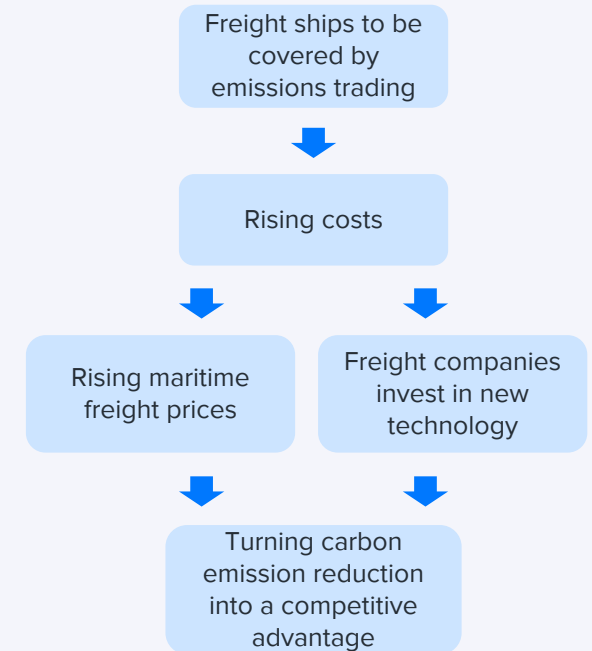 Freight ships to be
covered by
emissions trading
Rising costs
Rising maritime
freight prices
Freight companies
invest in new
technology
Turning carbon
emission reduction
into a competitive
advantage